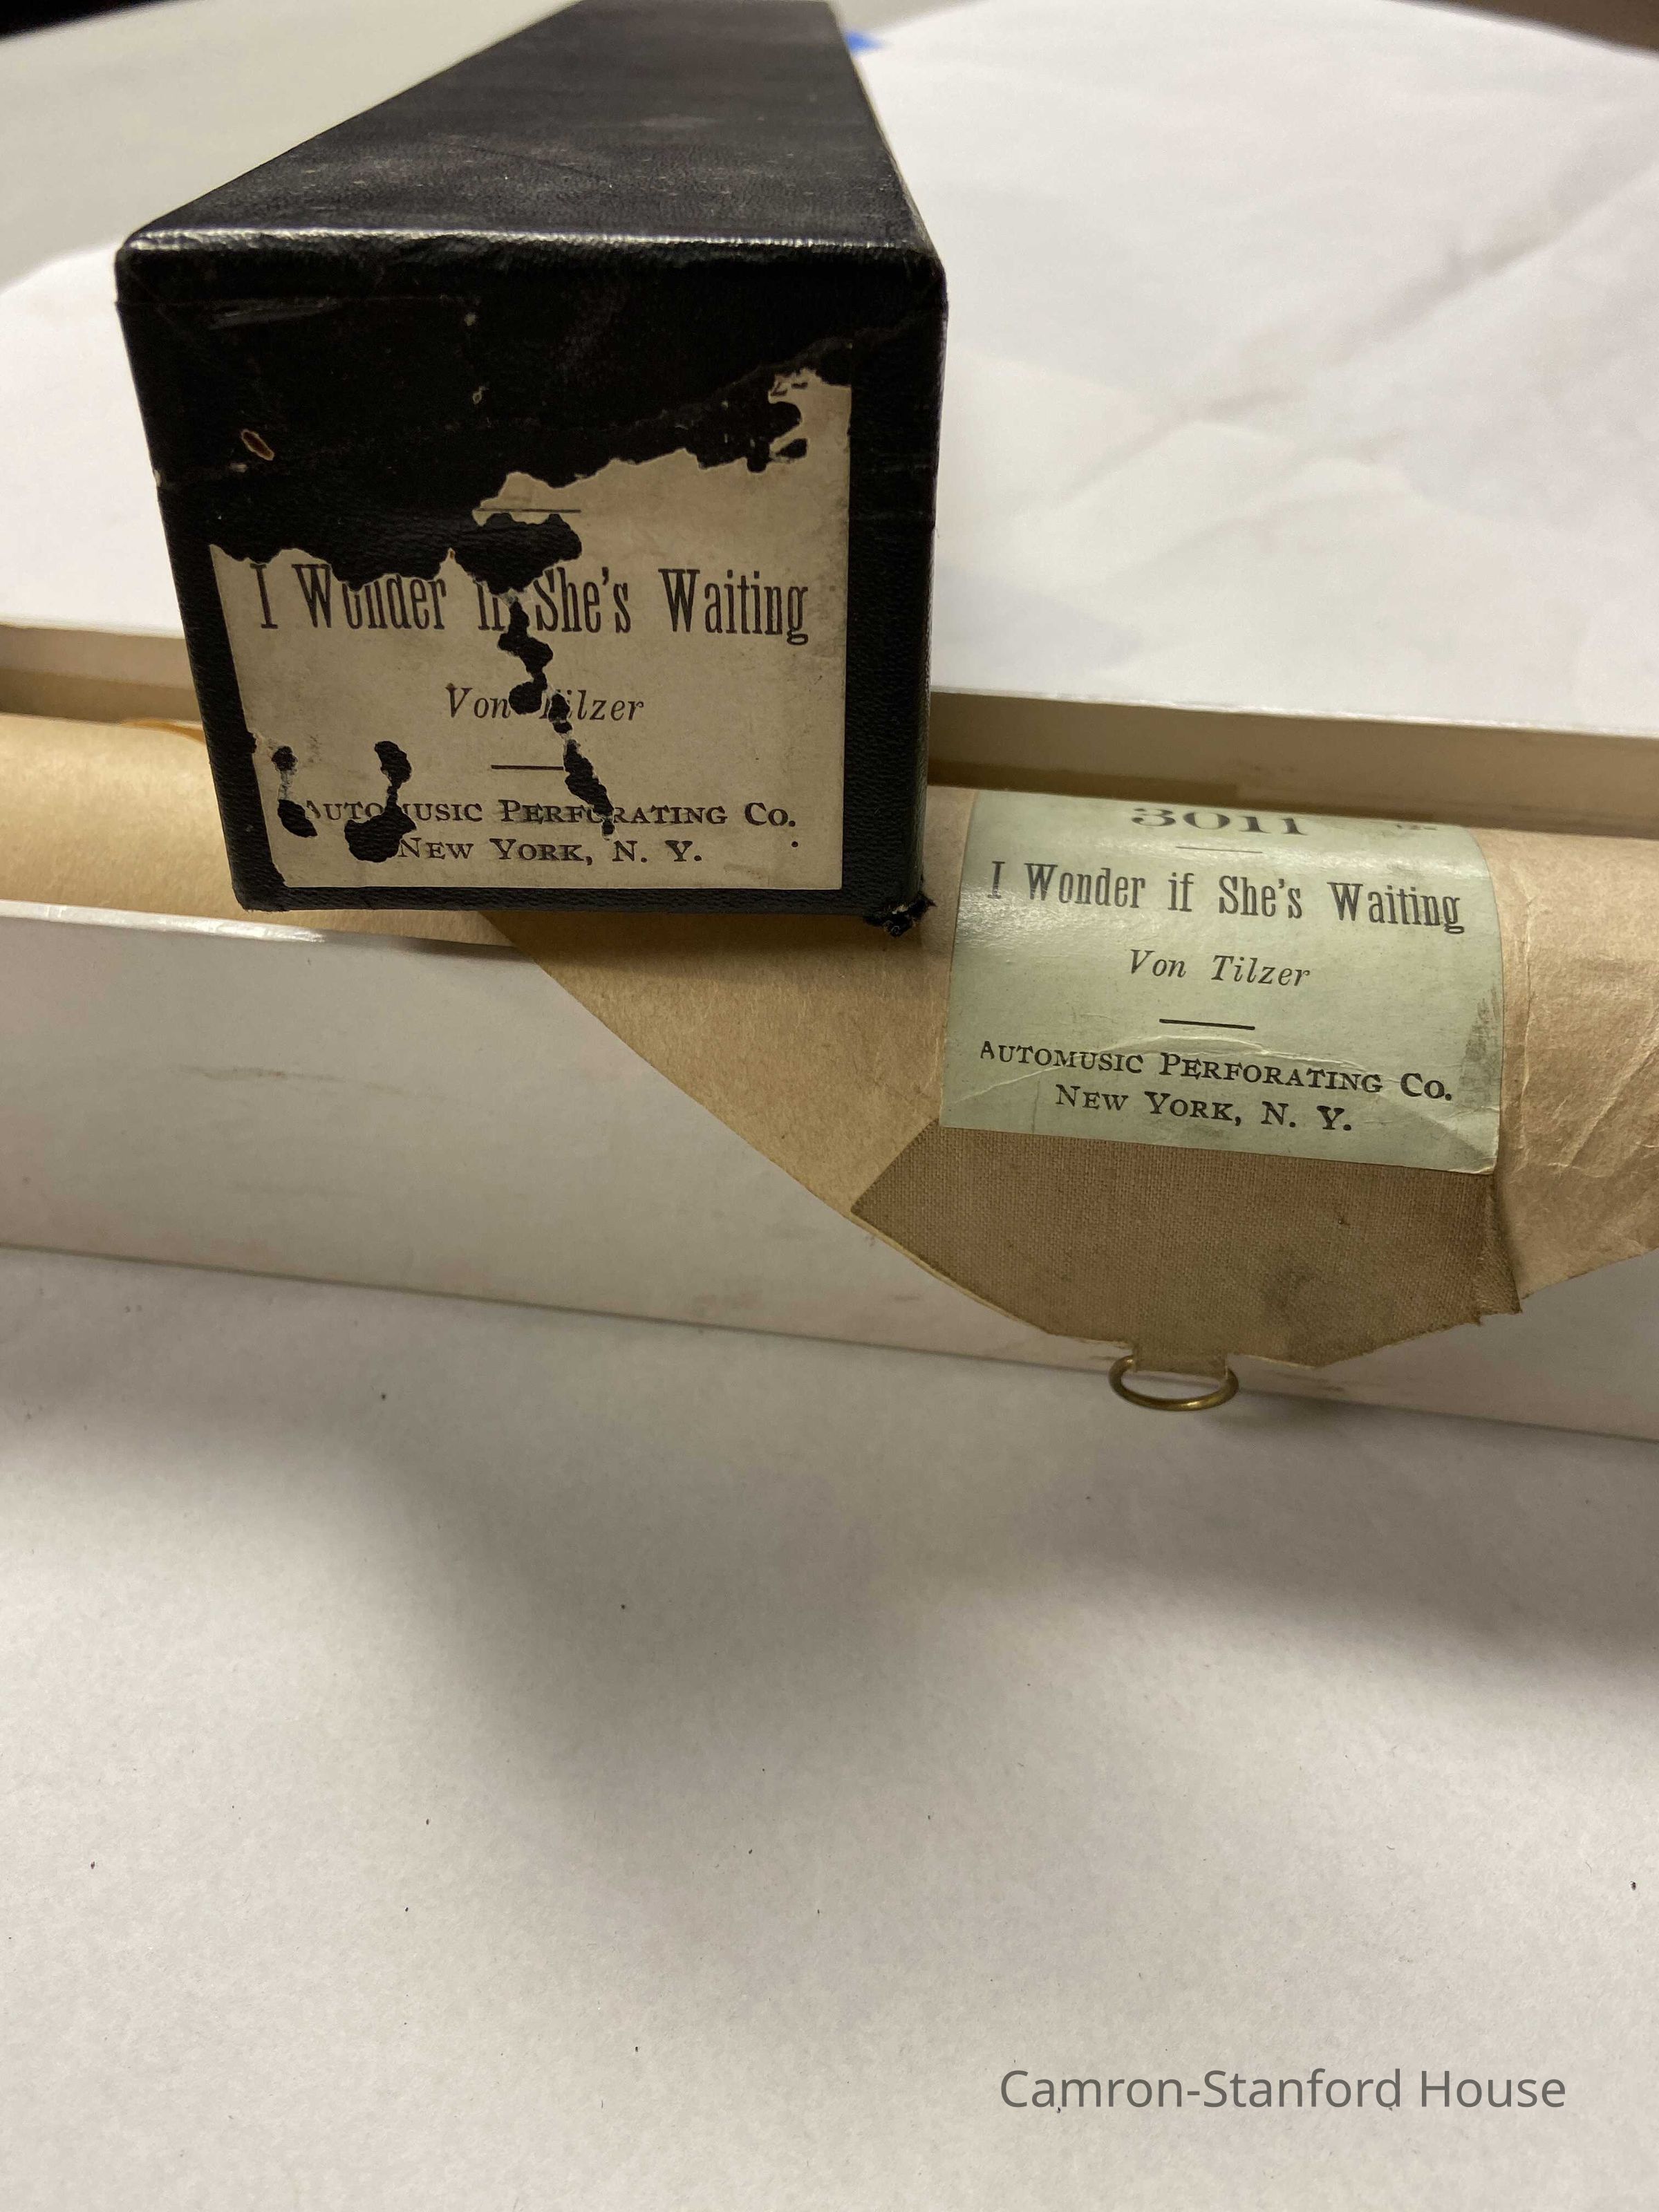 I Wonder if She's Waiting
Von Tilzer
AUTOMUSIC PERFORATING CO.
NEW YORK, N. Y.
3011
I Wonder if She's Waiting
Von Tilzer
AUTOMUSIC PERFORATING CO.
NEW YORK, N. Y.
Camron-Stanford House